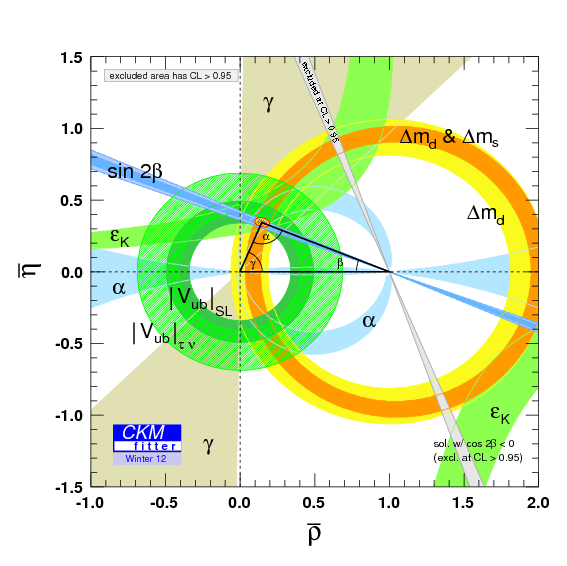 1.5
excluded area has CL > 0.95
excluded at CL > 0.95
γ
1.0
Δm_d & Δm_s
sin 2β
0.5
Δm_d
ε_K
α
γ
β
η̅
0.0
α
|V_ub|_SL
α
|V_ub|_τν
-0.5
ε_K
-1.0
CKM
fitter
Winter 12
γ
sol. w/ cos 2β < 0
(excl. at CL > 0.95)
-1.5
-1.0 -0.5 0.0 0.5 1.0 1.5 2.0
ρ̅